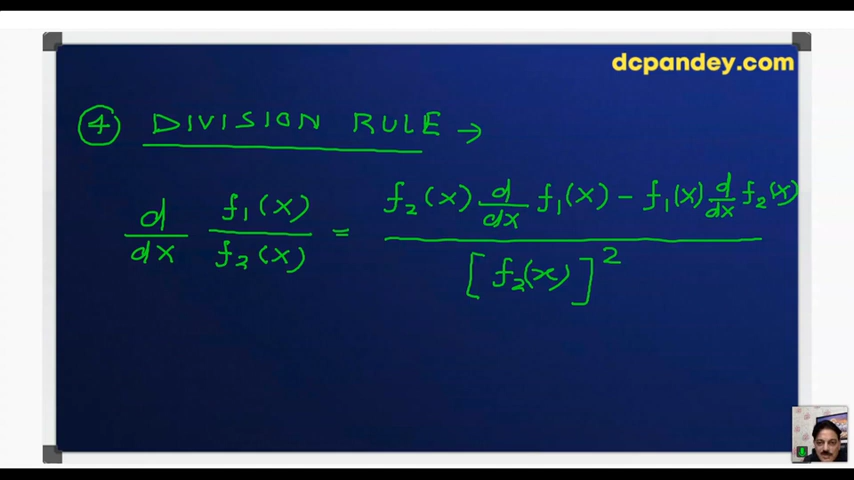 dcpandey.com
④ DIVISION RULE →
d/dx f₁(x)/f₂(x) = f₂(x) d/dx f₁(x) - f₁(x) d/dx f₂(x) / [f₂(x)]²